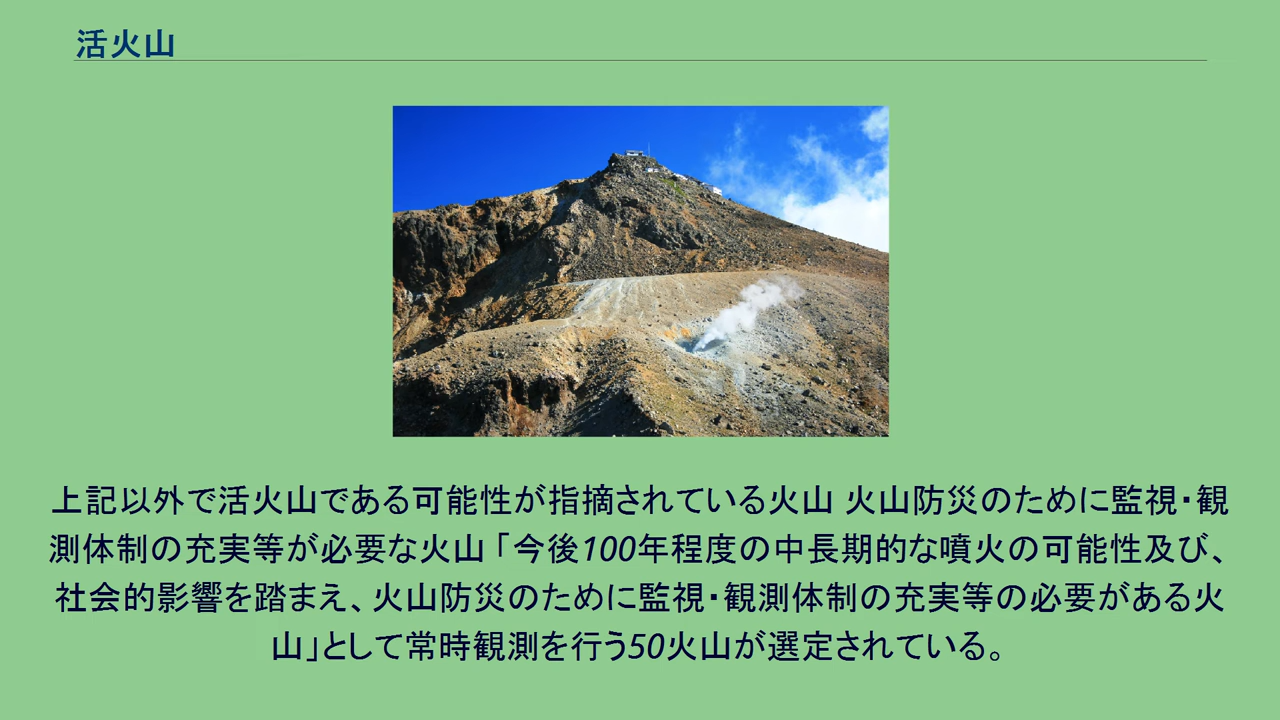 活火山
上記以外で活火山である可能性が指摘されている火山 火山防災のために監視・観
測体制の充実等が必要な火山 「今後100年程度の中長期的な噴火の可能性及び、
社会的影響を踏まえ、火山防災のために監視・観測体制の充実等の必要がある火
山」として常時観測を行う50火山が選定されている。